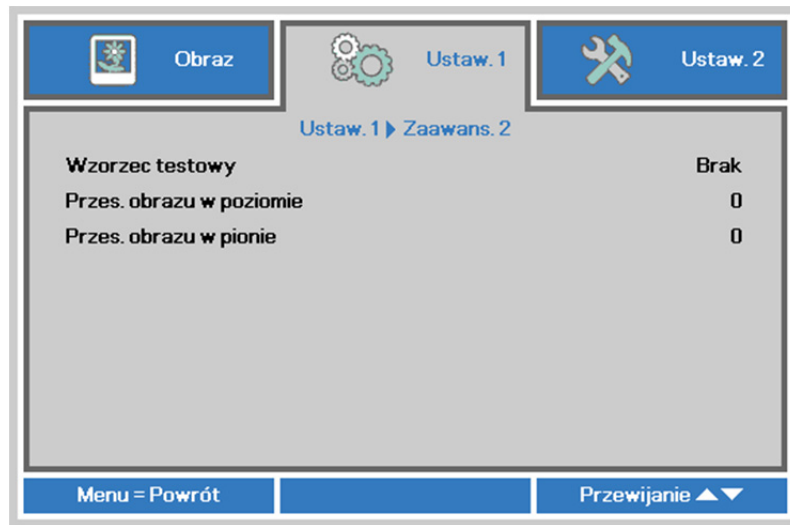 Obraz
Ustaw. 1
Ustaw. 2
Ustaw. 1 ▶ Zaawans. 2
Wzorzec testowy Brak
Przes. obrazu w poziomie 0
Przes. obrazu w pionie 0
Menu = Powrót
Przewijanie ▲▼